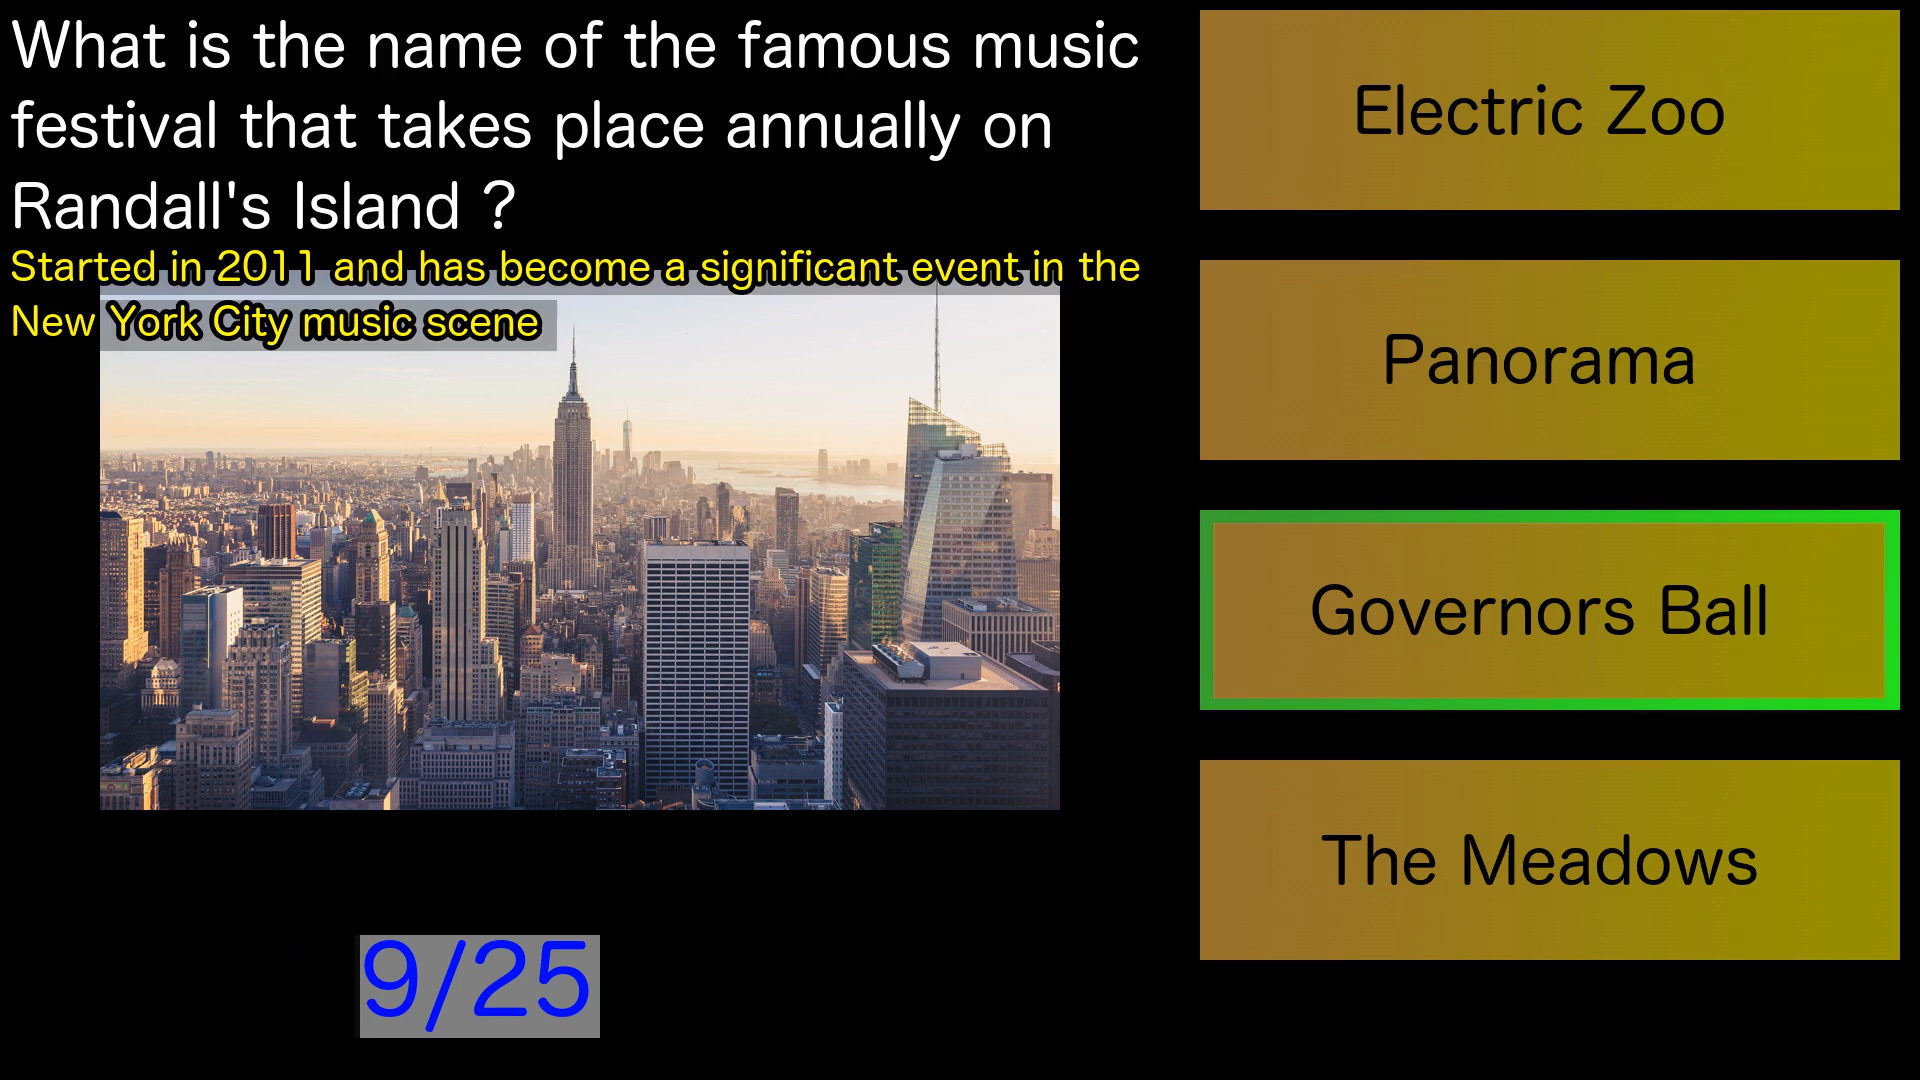 What is the name of the famous music
festival that takes place annually on
Randall's Island ?
Started in 2011 and has become a significant event in the
New York City music scene
Electric Zoo
Panorama
Governors Ball
The Meadows
9/25